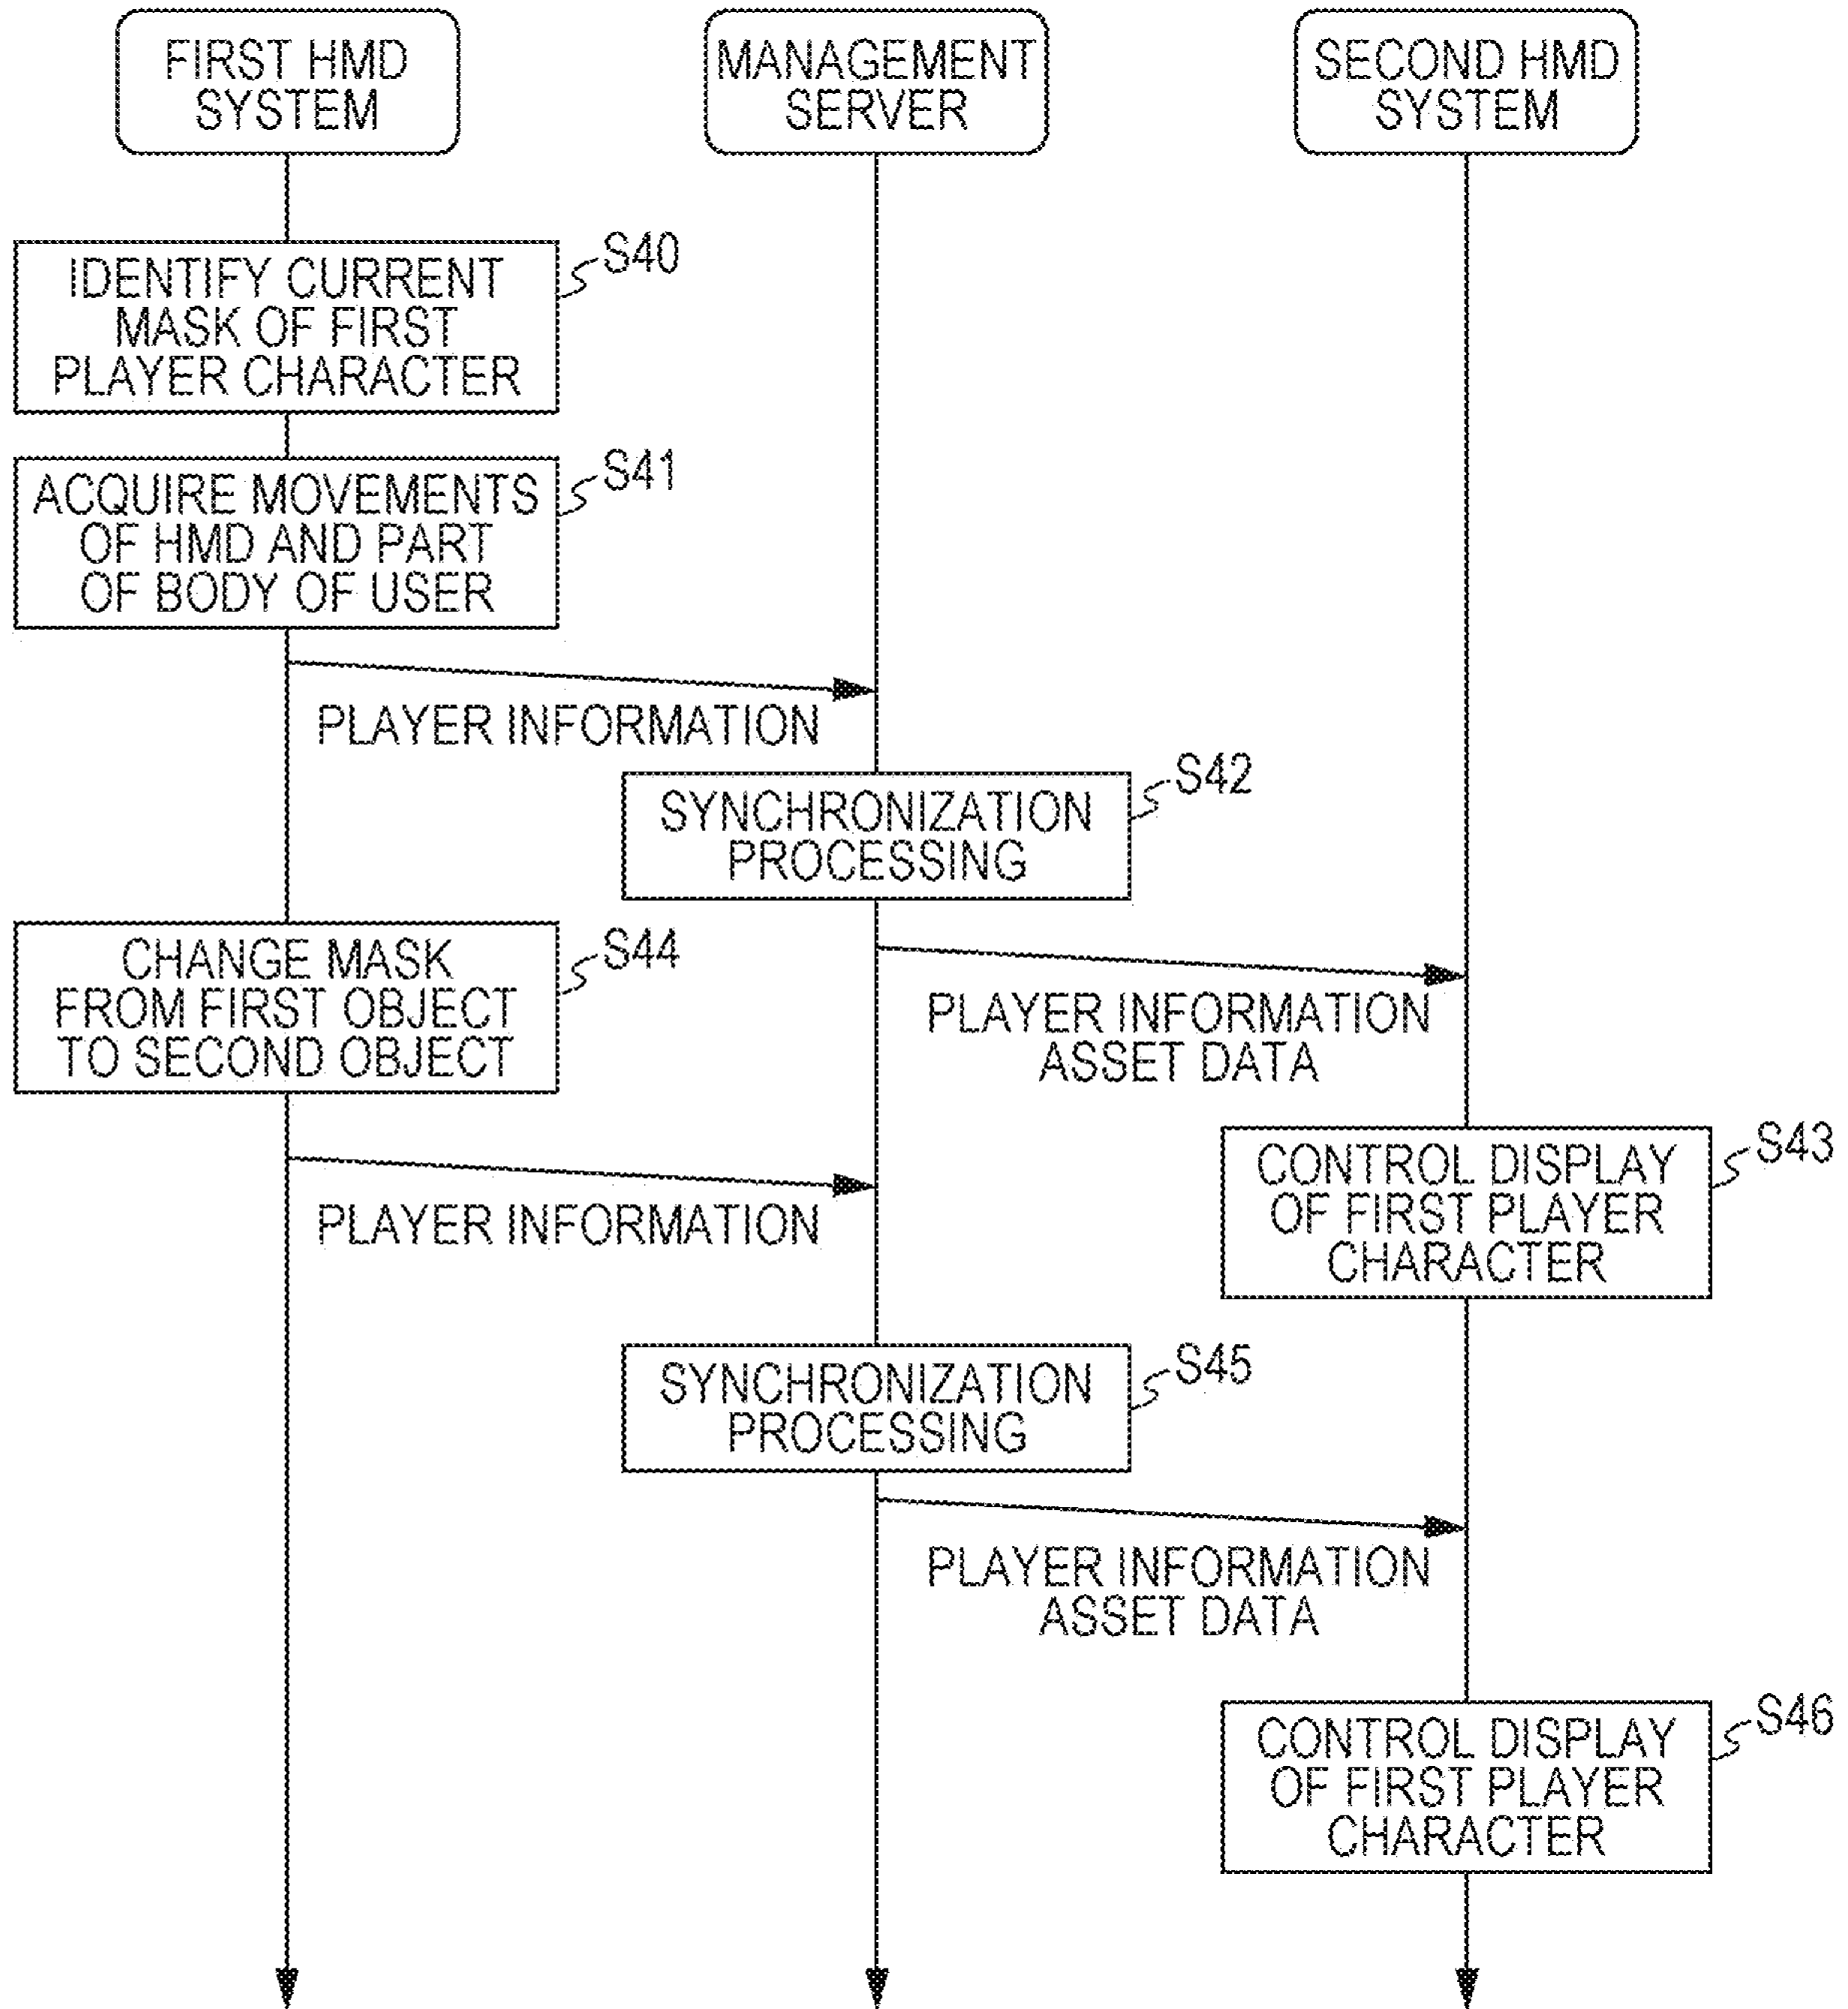 FIRST HMD
SYSTEM
MANAGEMENT
SERVER
SECOND HMD
SYSTEM
S40
IDENTIFY CURRENT
MASK OF FIRST
PLAYER CHARACTER
S41
ACQUIRE MOVEMENTS
OF HMD AND PART
OF BODY OF USER
PLAYER INFORMATION
S42
SYNCHRONIZATION
PROCESSING
S44
CHANGE MASK
FROM FIRST OBJECT
TO SECOND OBJECT
PLAYER INFORMATION
ASSET DATA
S43
CONTROL DISPLAY
OF FIRST PLAYER
CHARACTER
PLAYER INFORMATION
S45
SYNCHRONIZATION
PROCESSING
PLAYER INFORMATION
ASSET DATA
S46
CONTROL DISPLAY
OF FIRST PLAYER
CHARACTER